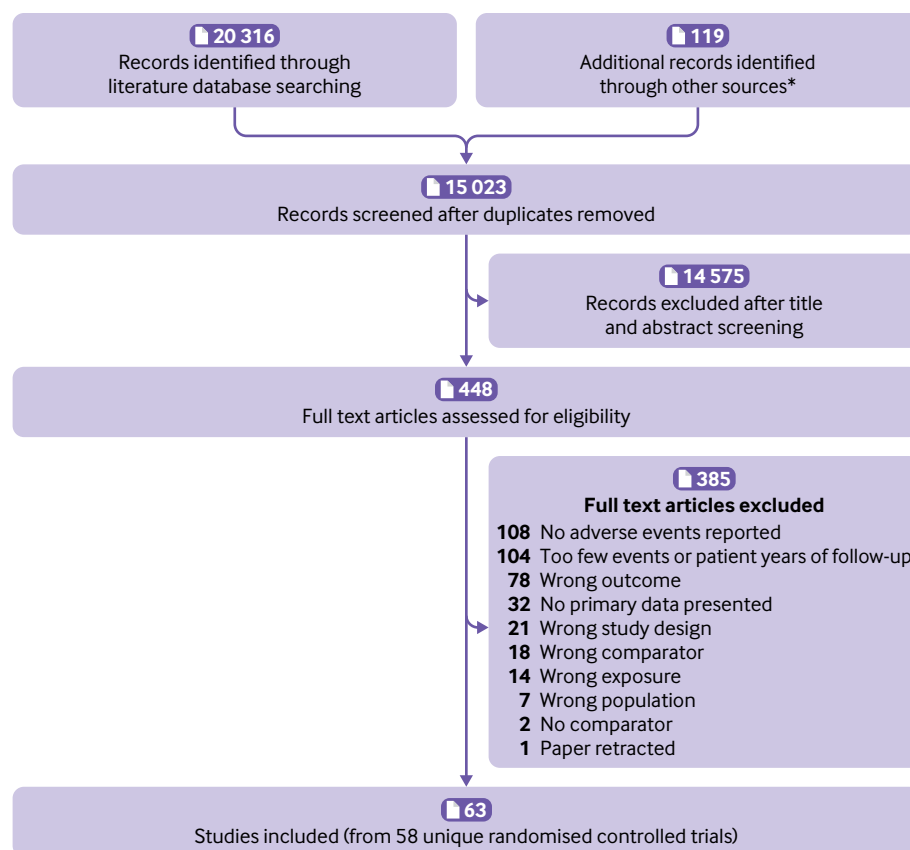 20 316
Records identified through
literature database searching
119
Additional records identified
through other sources*
15 023
Records screened after duplicates removed
14 575
Records excluded after title
and abstract screening
448
Full text articles assessed for eligibility
385
Full text articles excluded
108 No adverse events reported
104 Too few events or patient years of follow-up
78 Wrong outcome
32 No primary data presented
21 Wrong study design
18 Wrong comparator
14 Wrong exposure
7 Wrong population
2 No comparator
1 Paper retracted
63
Studies included (from 58 unique randomised controlled trials)